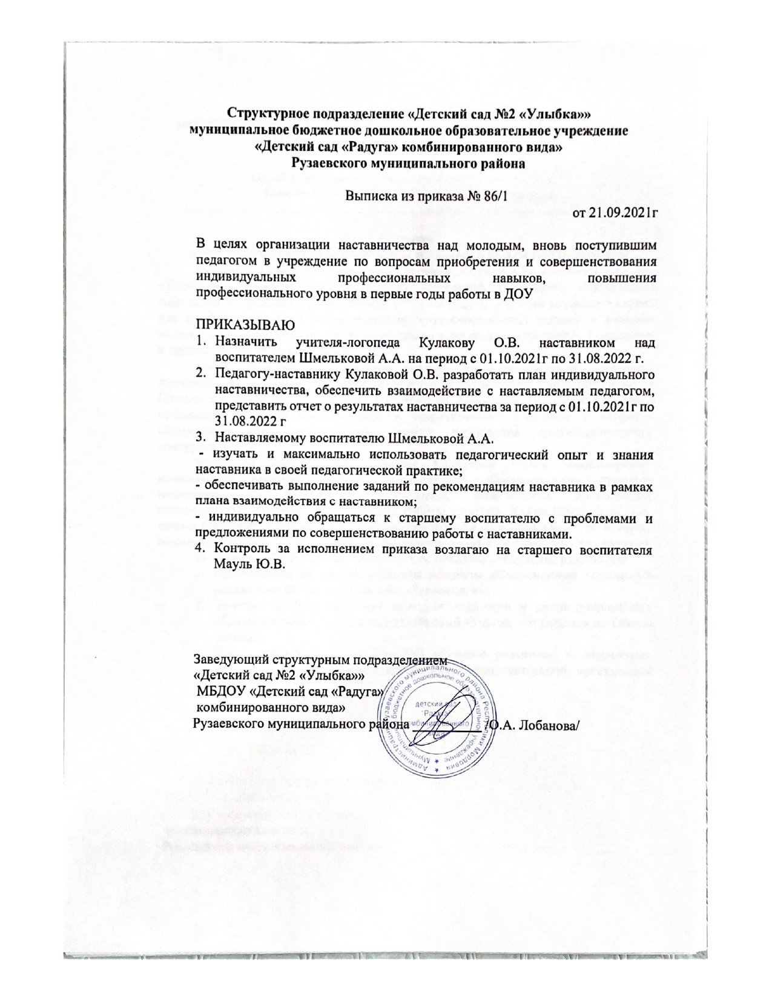 Структурное подразделение «Детский сад №2 «Улыбка»»
муниципальное бюджетное дошкольное образовательное учреждение
«Детский сад «Радуга» комбинированного вида»
Рузаевского муниципального района
Выписка из приказа № 86/1
от 21.09.2021г
В целях организации наставничества над молодым, вновь поступившим
педагогом в учреждение по вопросам приобретения и совершенствования
индивидуальных профессиональных навыков, повышения
профессионального уровня в первые годы работы в ДОУ
ПРИКАЗЫВАЮ
1. Назначить учителя-логопеда Кулакову О.В. наставником над
воспитателем Шмельковой А.А. на период с 01.10.2021г по 31.08.2022 г.
2. Педагогу-наставнику Кулаковой О.В. разработать план индивидуального
наставничества, обеспечить взаимодействие с наставляемым педагогом,
представить отчет о результатах наставничества за период с 01.10.2021г по
31.08.2022 г
3. Наставляемому воспитателю Шмельковой А.А.
- изучать и максимально использовать педагогический опыт и знания
наставника в своей педагогической практике;
- обеспечивать выполнение заданий по рекомендациям наставника в рамках
плана взаимодействия с наставником;
- индивидуально обращаться к старшему воспитателю с проблемами и
предложениями по совершенствованию работы с наставниками.
4. Контроль за исполнением приказа возлагаю на старшего воспитателя
Мауль Ю.В.
Заведующий структурным подразделением
«Детский сад №2 «Улыбка»»
МБДОУ «Детский сад «Радуга»
комбинированного вида»
Рузаевского муниципального района __________ /О.А. Лобанова/
Администрация Рузаевского муниципального района Республики Мордовия
Муниципальное бюджетное дошкольное образовательное учреждение
детский сад
"Радуга"
комбинированного
вида